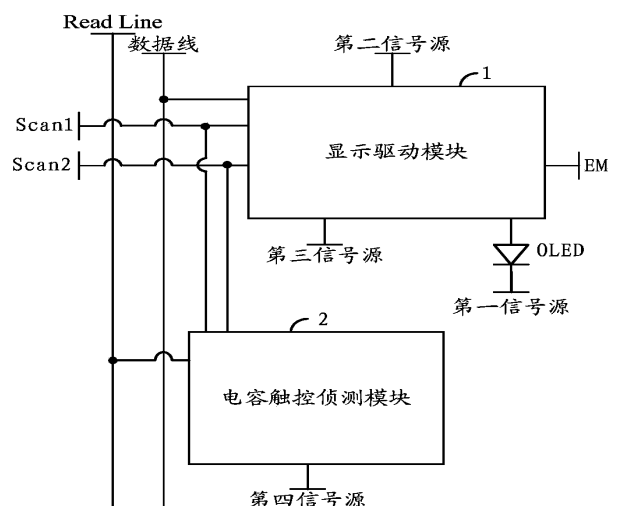 Read Line
数据线
第二信号源
1
Scan1
显示驱动模块
Scan2
EM
第三信号源
OLED
第一信号源
2
电容触控侦测模块
第四信号源